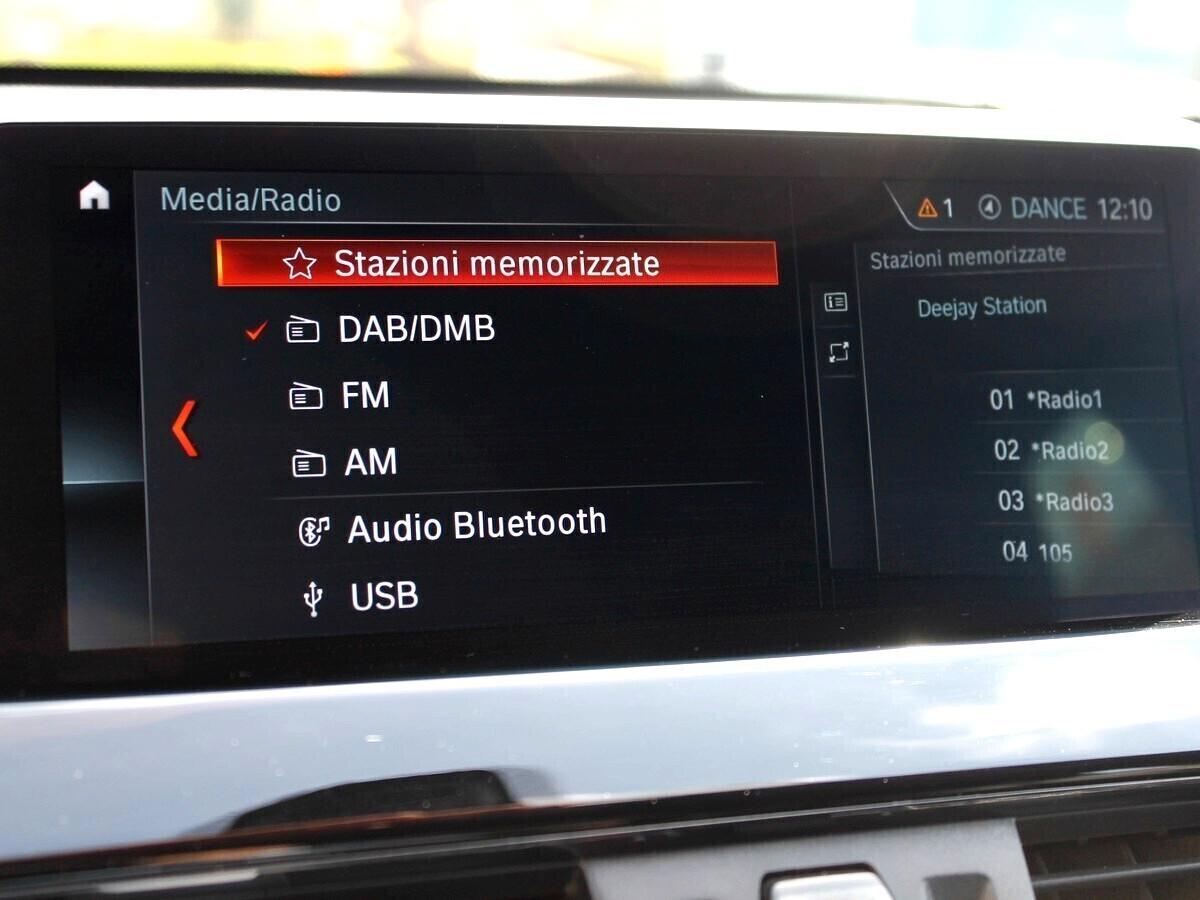 Media/Radio
1 DANCE 12:10
Stazioni memorizzate
DAB/DMB
FM
AM
Audio Bluetooth
USB
Stazioni memorizzate
Deejay Station
01 *Radio1
02 *Radio2
03 *Radio3
04 105